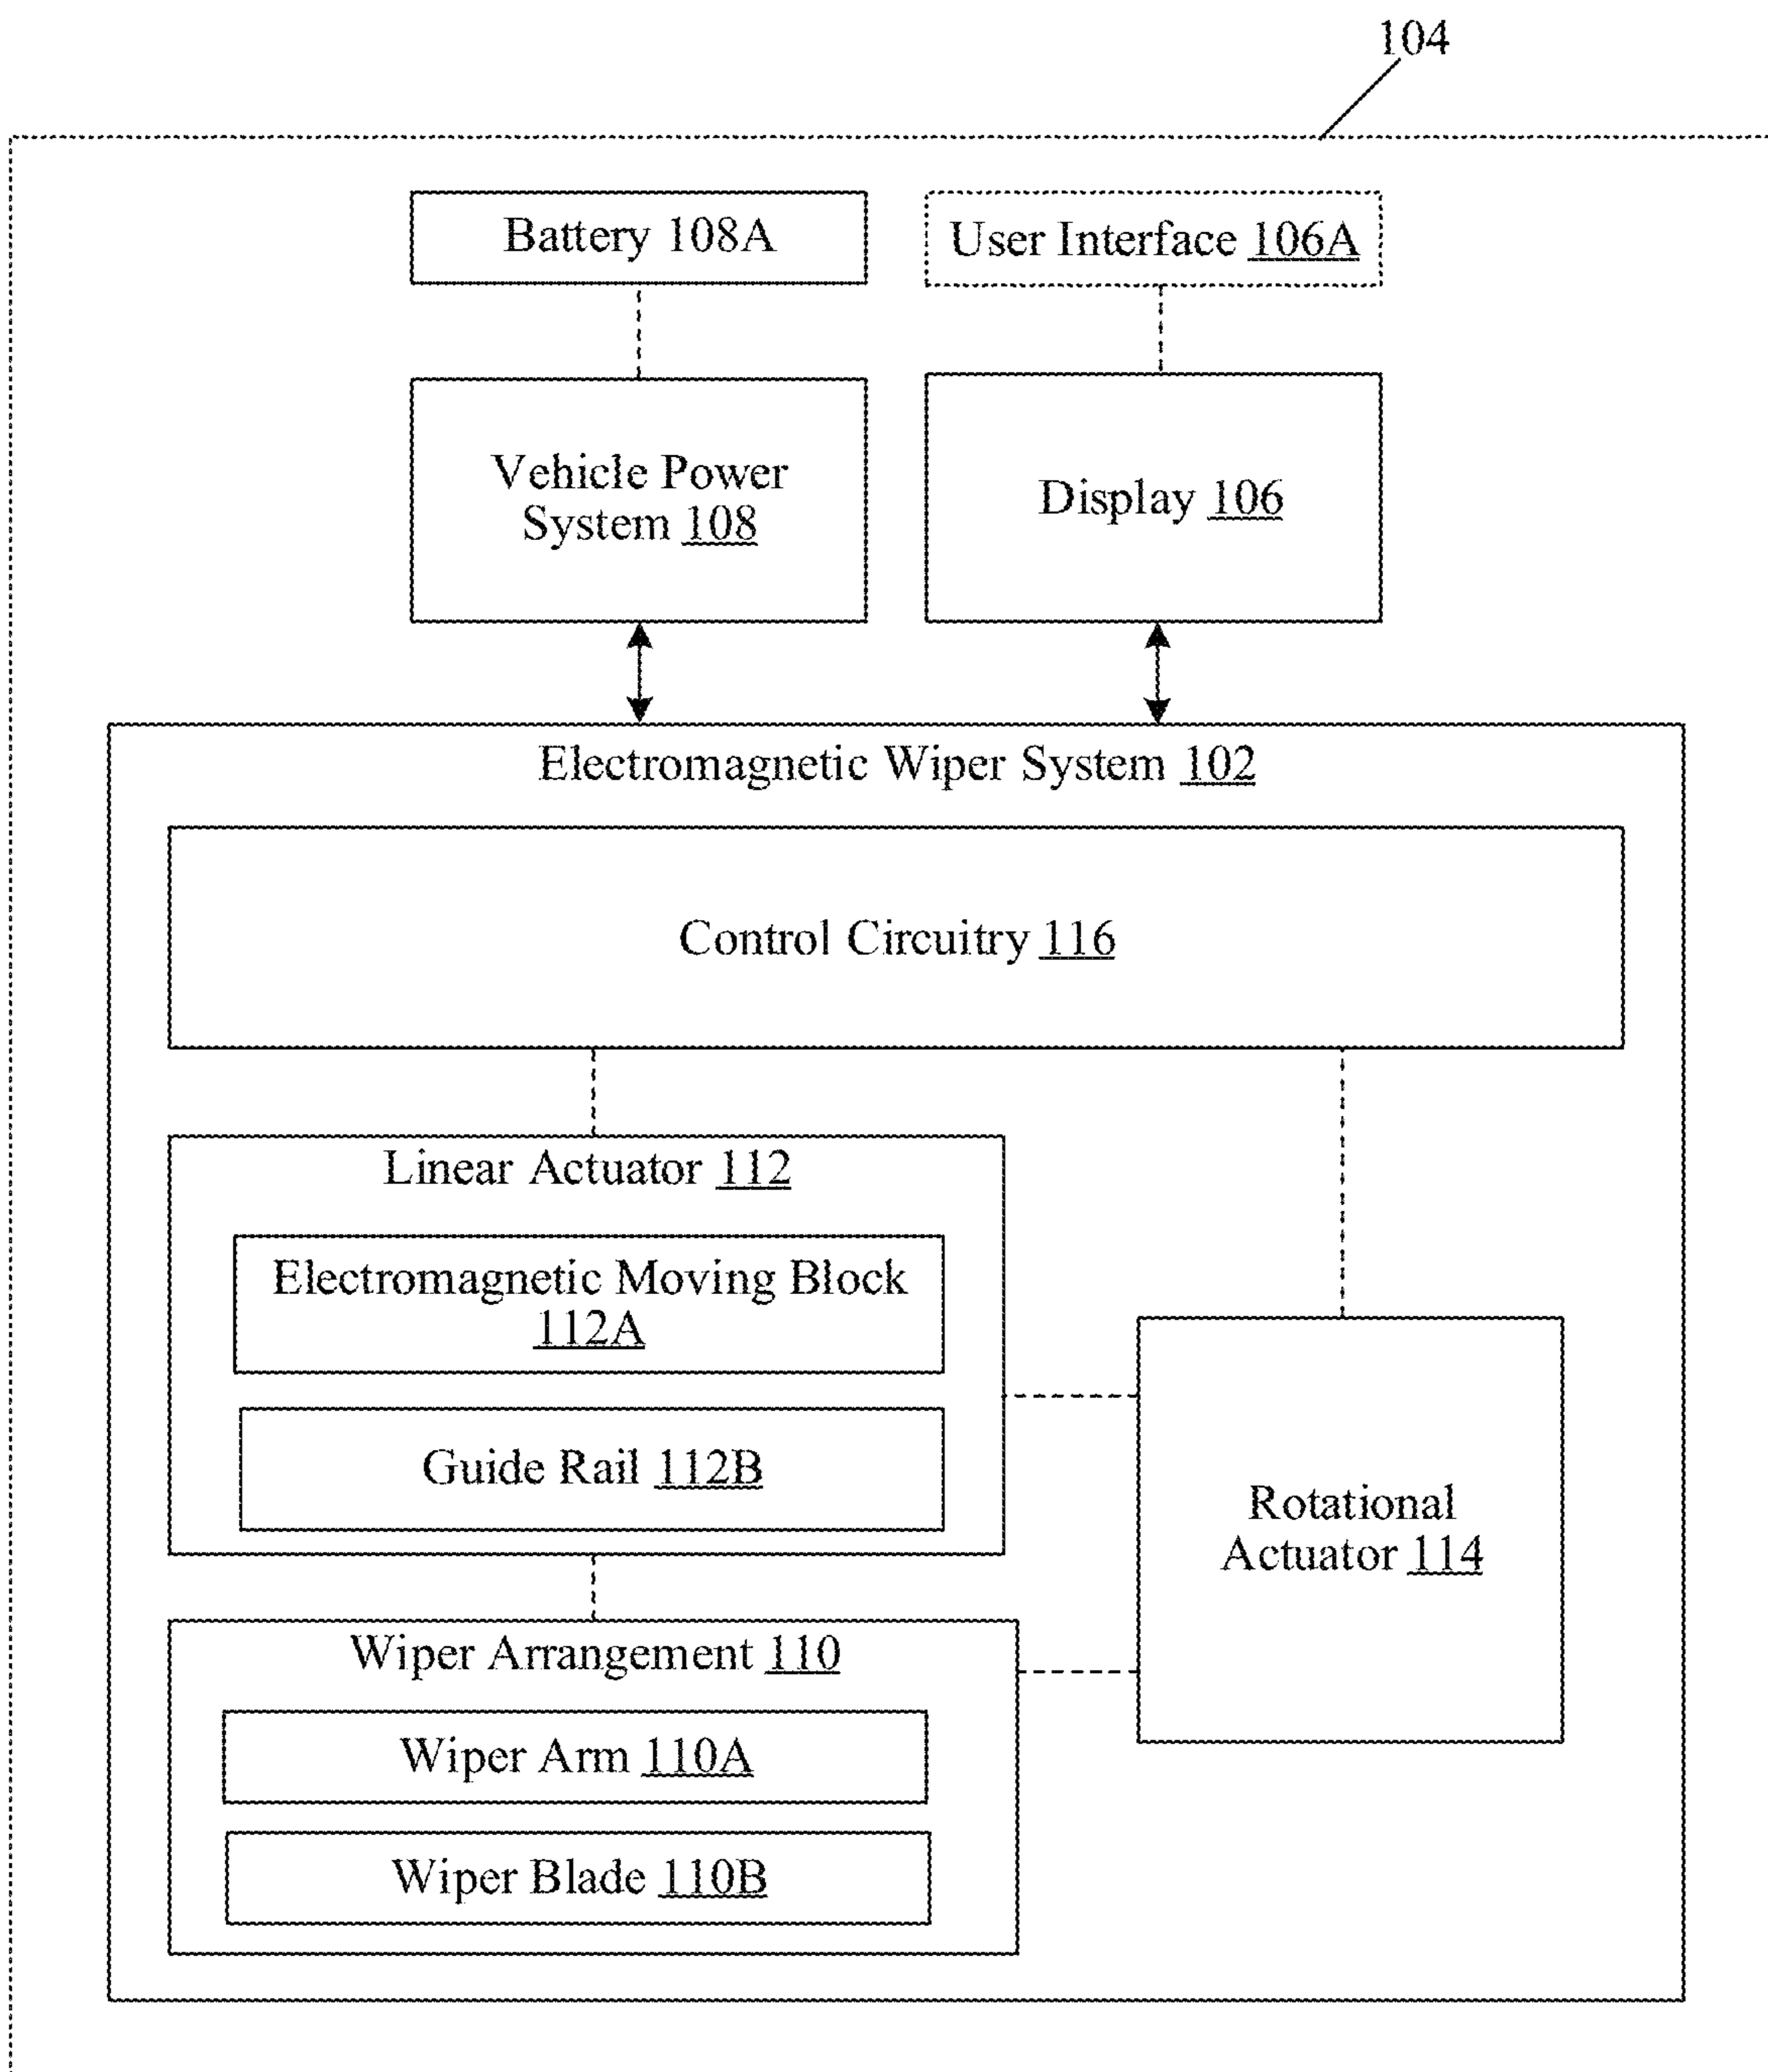 104
Battery 108A
User Interface 106A
Vehicle Power
System 108
Display 106
Electromagnetic Wiper System 102
Control Circuitry 116
Linear Actuator 112
Electromagnetic Moving Block
112A
Guide Rail 112B
Rotational
Actuator 114
Wiper Arrangement 110
Wiper Arm 110A
Wiper Blade 110B